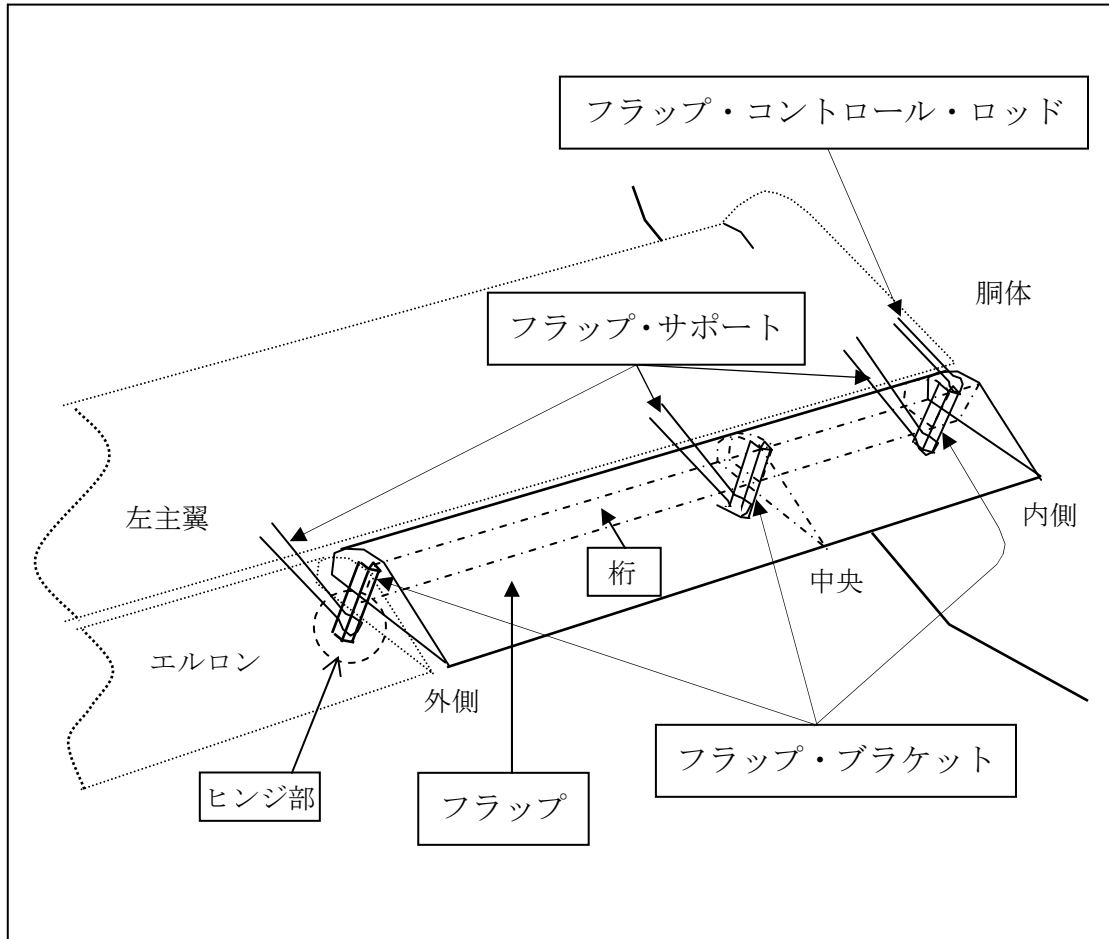 フラップ・コントロール・ロッド
胴体
フラップ・サポート
左主翼
内側
桁
中央
エルロン
外側
フラップ・ブラケット
ヒンジ部
フラップ